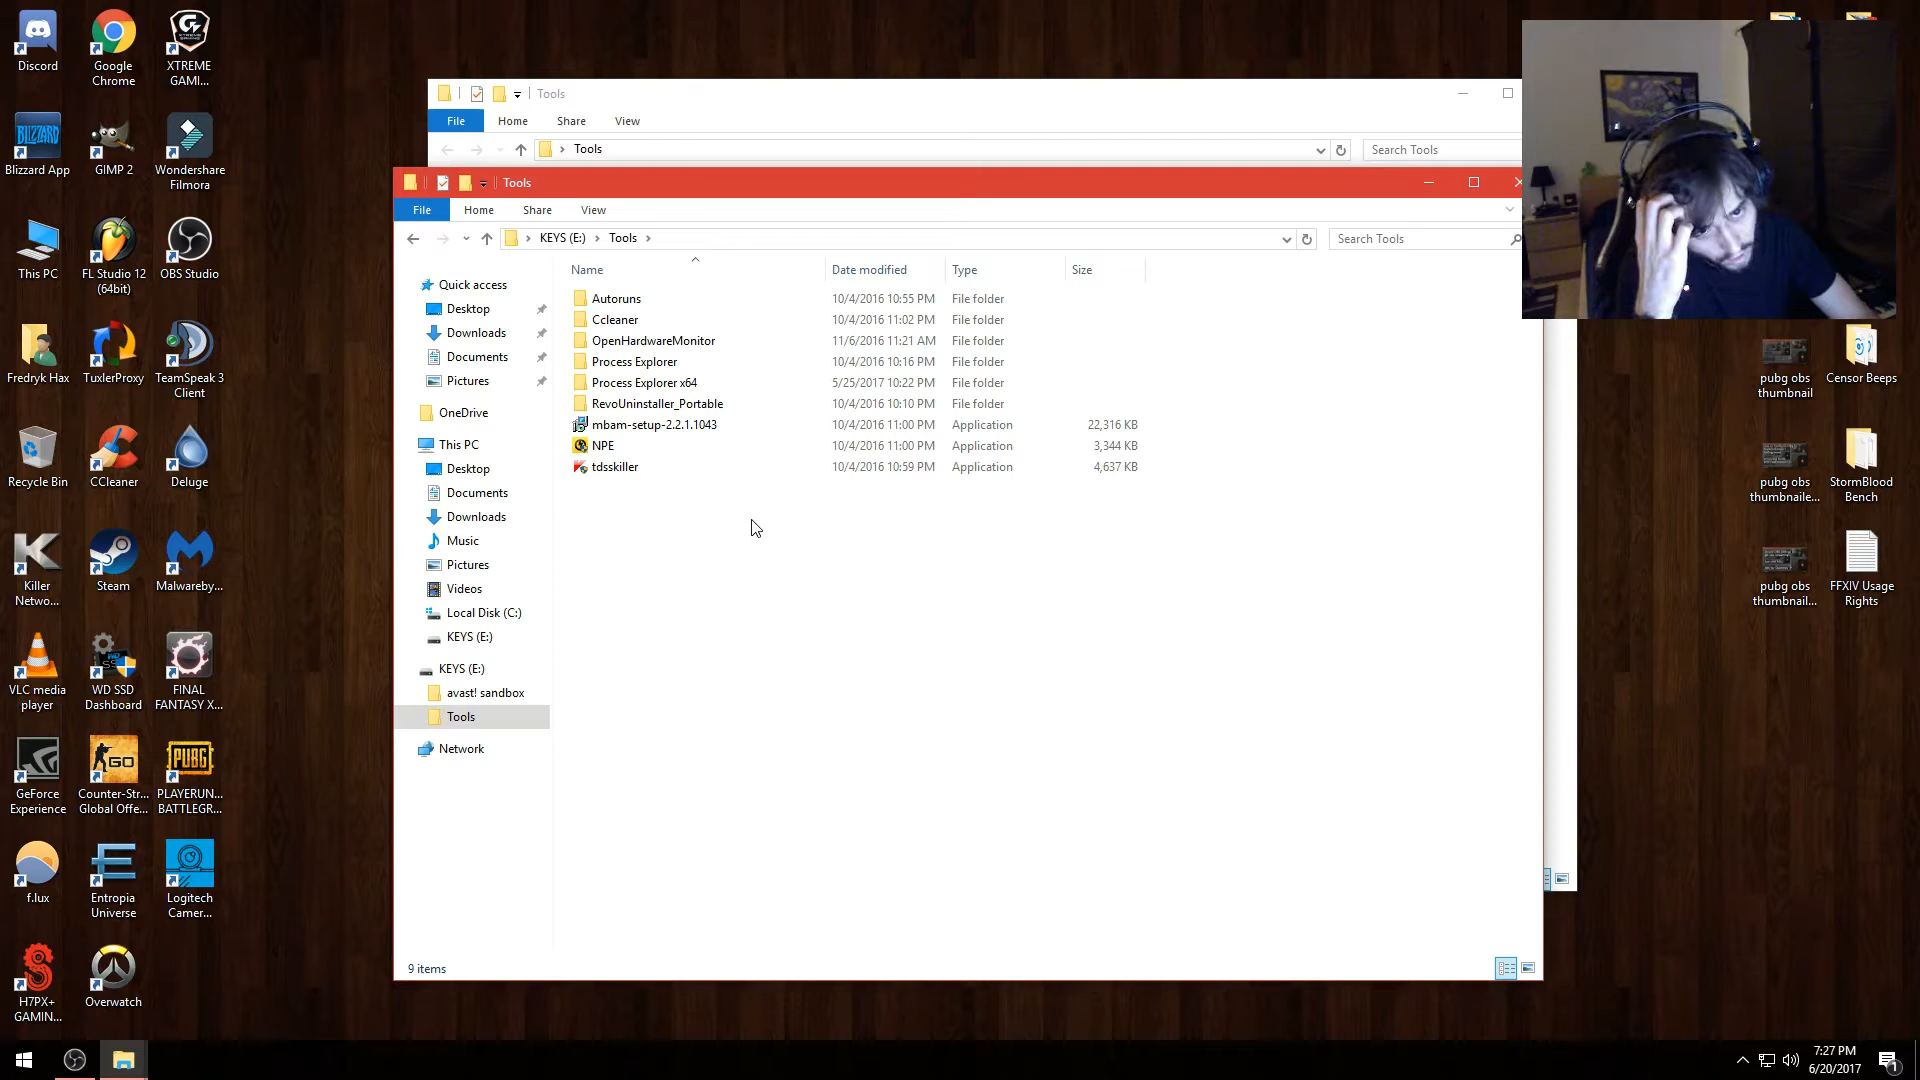 Discord
Google
Chrome
XTREME
GAMI...
BLIZZARD
Blizzard App
GIMP 2
Wondershare
Filmora
This PC
FL Studio 12
(64bit)
OBS Studio
Fredryk Hax
TuxlerProxy
TeamSpeak 3
Client
Recycle Bin
CCleaner
Deluge
Killer
Netwo...
Steam
Malwareby...
VLC media
player
WD SSD
Dashboard
FINAL
FANTASY X...
GeForce
Experience
GO
Counter-Str...
Global Offe...
PUBG
PLAYERUN...
BATTLEGR...
f.lux
Entropia
Universe
Logitech
Camer...
H7PX+
GAMIN...
Overwatch
Tools
File
Home
Share
View
Tools
Search Tools
Tools
File
Home
Share
View
KEYS (E:)
Tools
Search Tools
Name
Date modified
Type
Size
Quick access
Desktop
Downloads
Documents
Pictures
OneDrive
This PC
Desktop
Documents
Downloads
Music
Pictures
Videos
Local Disk (C:)
KEYS (E:)
KEYS (E:)
avast! sandbox
Tools
Network
Autoruns 10/4/2016 10:55 PM File folder
Ccleaner 10/4/2016 11:02 PM File folder
OpenHardwareMonitor 11/6/2016 11:21 AM File folder
Process Explorer 10/4/2016 10:16 PM File folder
Process Explorer x64 5/25/2017 10:22 PM File folder
RevoUninstaller_Portable 10/4/2016 10:10 PM File folder
mbam-setup-2.2.1.1043 10/4/2016 11:00 PM Application 22,316 KB
NPE 10/4/2016 11:00 PM Application 3,344 KB
tdsskiller 10/4/2016 10:59 PM Application 4,637 KB
9 items
pubg obs
thumbnail
Censor Beeps
pubg obs
thumbnaile...
StormBlood
Bench
pubg obs
thumbnail...
FFXIV Usage
Rights
7:27 PM
6/20/2017
1